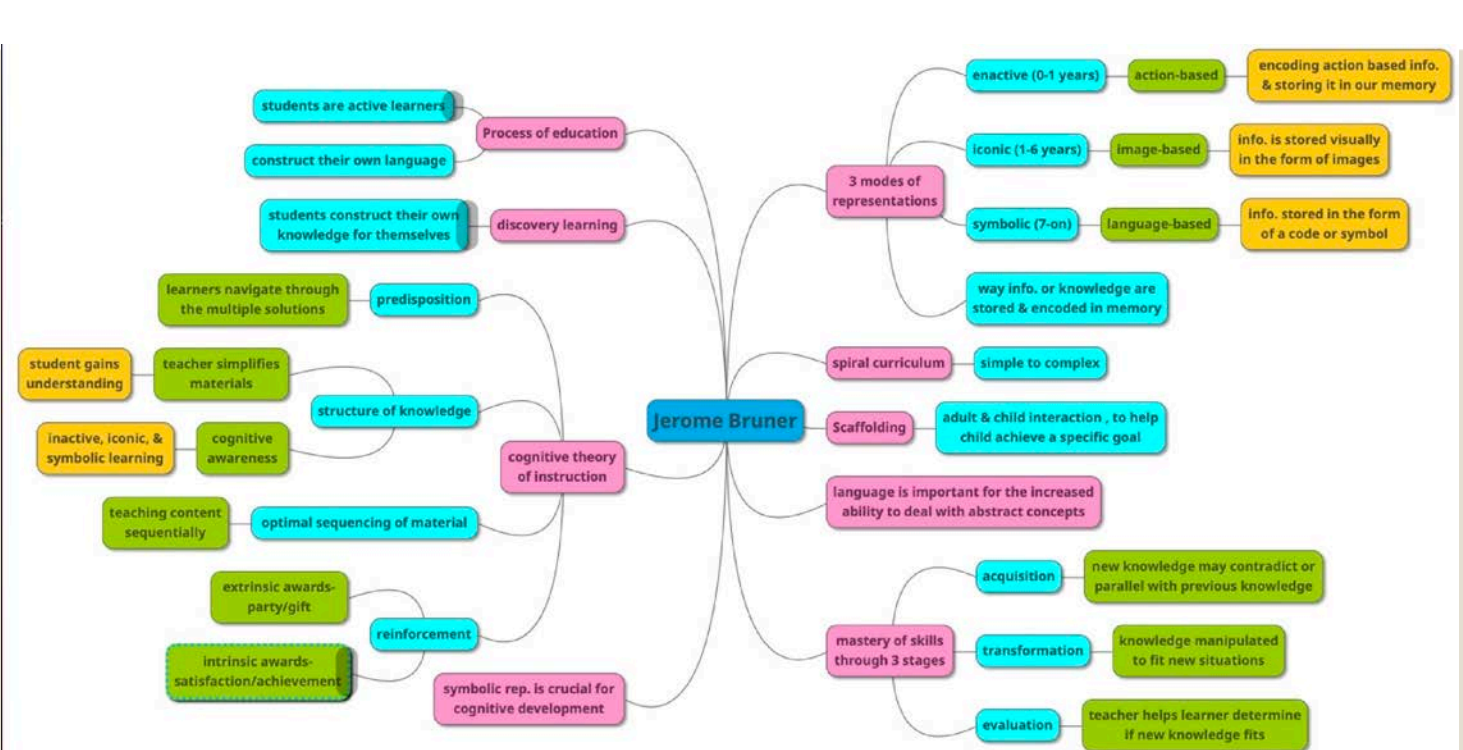 Jerome Bruner
Process of education
students are active learners
construct their own language
discovery learning
students construct their own
knowledge for themselves
cognitive theory
of instruction
predisposition
learners navigate through
the multiple solutions
structure of knowledge
teacher simplifies
materials
student gains
understanding
cognitive
awareness
inactive, iconic, &
symbolic learning
optimal sequencing of material
teaching content
sequentially
reinforcement
extrinsic awards-
party/gift
intrinsic awards-
satisfaction/achievement
symbolic rep. is crucial for
cognitive development
3 modes of
representations
enactive (0-1 years)
action-based
encoding action based info.
& storing it in our memory
iconic (1-6 years)
image-based
info. is stored visually
in the form of images
symbolic (7-on)
language-based
info. stored in the form
of a code or symbol
way info. or knowledge are
stored & encoded in memory
spiral curriculum
simple to complex
Scaffolding
adult & child interaction , to help
child achieve a specific goal
language is important for the increased
ability to deal with abstract concepts
mastery of skills
through 3 stages
acquisition
new knowledge may contradict or
parallel with previous knowledge
transformation
knowledge manipulated
to fit new situations
evaluation
teacher helps learner determine
if new knowledge fits